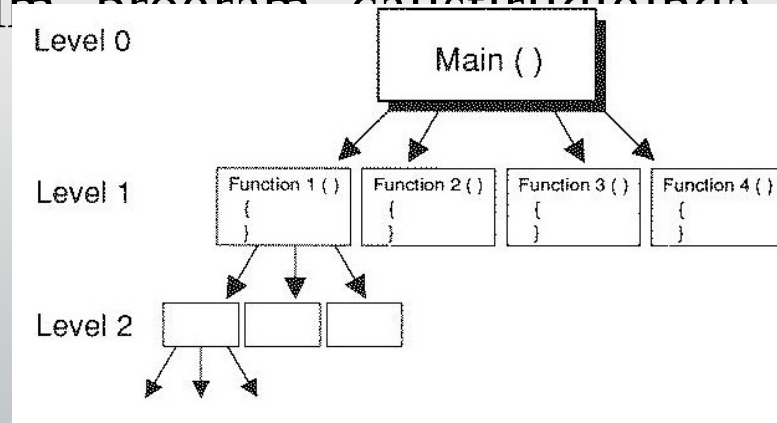 Level 0
Main ( )
Level 1
Function 1 ( )
{
}
Function 2 ( )
{
}
Function 3 ( )
{
}
Function 4 ( )
{
}
Level 2